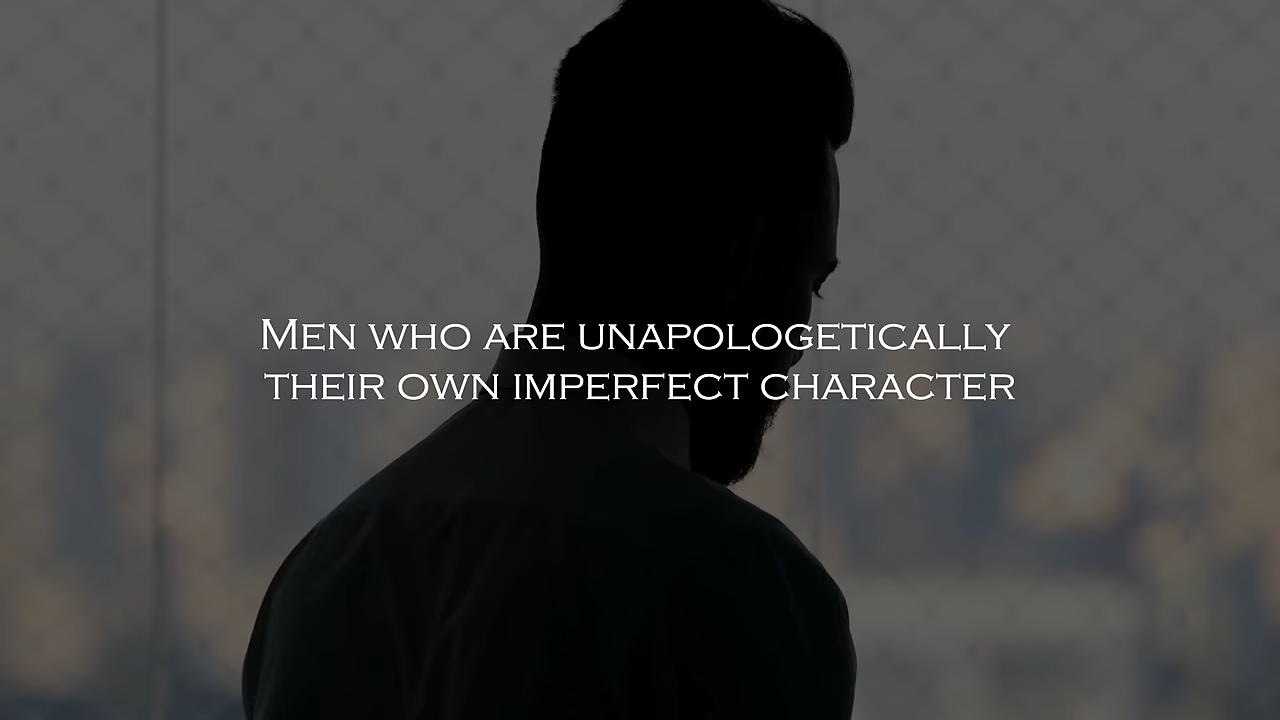 Men who are unapologetically
their own imperfect character